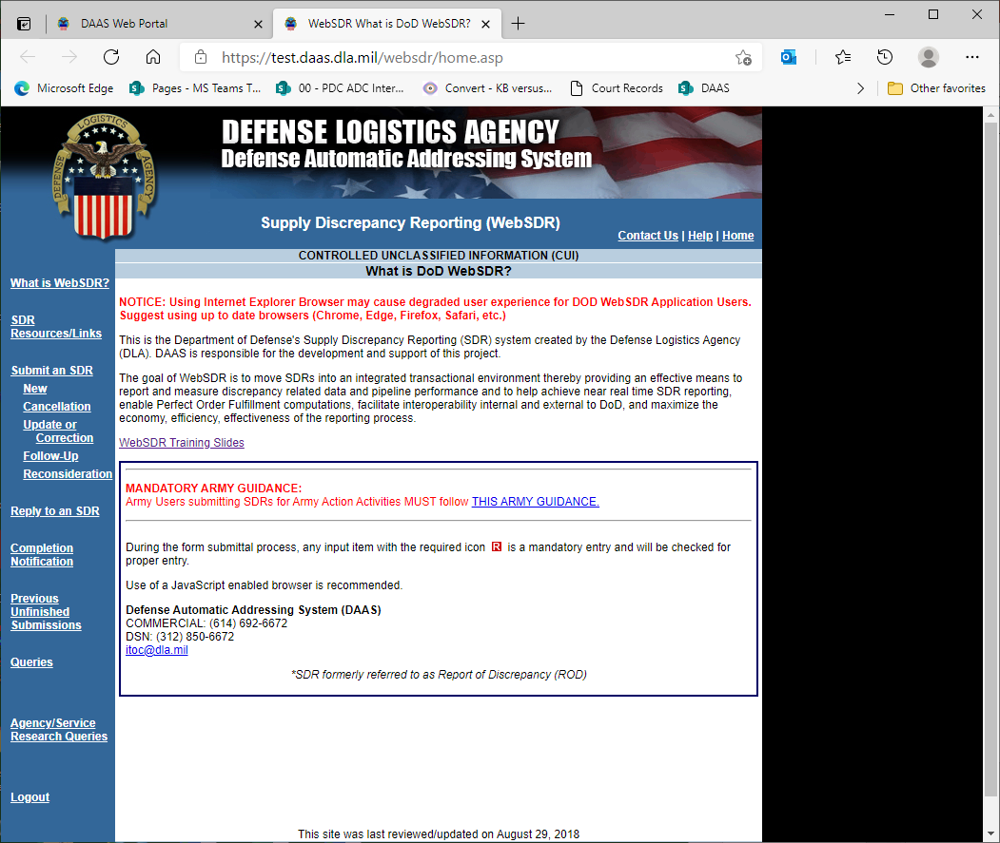 DAAS Web Portal
WebSDR What is DoD WebSDR?
https://test.daas.dla.mil/websdr/home.asp
Microsoft Edge
Pages - MS Teams T...
00 - PDC ADC Inter...
Convert - KB versus...
Court Records
DAAS
Other favorites
DEFENSE LOGISTICS AGENCY
DEFENSE LOGISTICS AGENCY
Defense Automatic Addressing System
Supply Discrepancy Reporting (WebSDR)
Contact Us | Help | Home
CONTROLLED UNCLASSIFIED INFORMATION (CUI)
What is DoD WebSDR?
What is WebSDR?
SDR
Resources/Links
Submit an SDR
New
Cancellation
Update or
Correction
Follow-Up
Reconsideration
Reply to an SDR
Completion
Notification
Previous
Unfinished
Submissions
Queries
Agency/Service
Research Queries
Logout
NOTICE: Using Internet Explorer Browser may cause degraded user experience for DOD WebSDR Application Users.
Suggest using up to date browsers (Chrome, Edge, Firefox, Safari, etc.)
This is the Department of Defense's Supply Discrepancy Reporting (SDR) system created by the Defense Logistics Agency
(DLA). DAAS is responsible for the development and support of this project.
The goal of WebSDR is to move SDRs into an integrated transactional environment thereby providing an effective means to
report and measure discrepancy related data and pipeline performance and to help achieve near real time SDR reporting,
enable Perfect Order Fulfillment computations, facilitate interoperability internal and external to DoD, and maximize the
economy, efficiency, effectiveness of the reporting process.
WebSDR Training Slides
MANDATORY ARMY GUIDANCE:
Army Users submitting SDRs for Army Action Activities MUST follow THIS ARMY GUIDANCE.
During the form submittal process, any input item with the required icon R is a mandatory entry and will be checked for
proper entry.
Use of a JavaScript enabled browser is recommended.
Defense Automatic Addressing System (DAAS)
COMMERCIAL: (614) 692-6672
DSN: (312) 850-6672
itoc@dla.mil
*SDR formerly referred to as Report of Discrepancy (ROD)
This site was last reviewed/updated on August 29, 2018